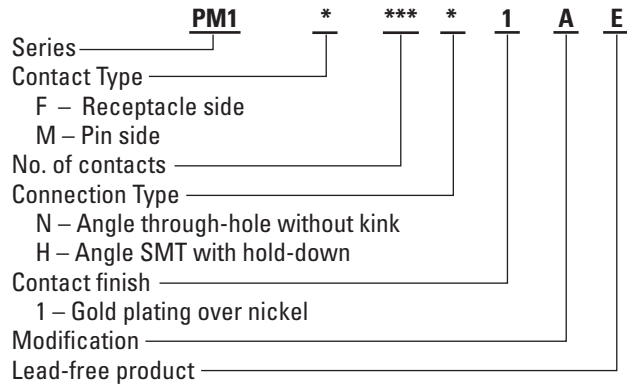 PM1 * *** * 1 A E
Series
Contact Type
F – Receptacle side
M – Pin side
No. of contacts
Connection Type
N – Angle through-hole without kink
H – Angle SMT with hold-down
Contact finish
1 – Gold plating over nickel
Modification
Lead-free product